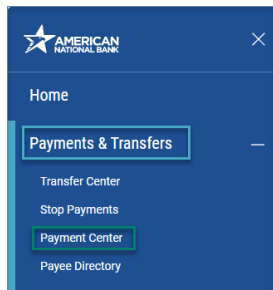 AMERICAN
NATIONAL BANK
Home
Payments & Transfers
Transfer Center
Stop Payments
Payment Center
Payee Directory